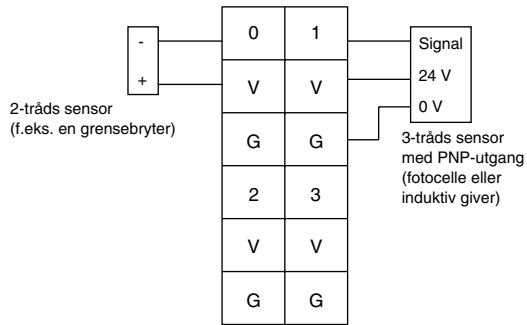 -
+
2-tråds sensor
(f.eks. en grensebryter)
0 1
V V
G G
2 3
V V
G G
Signal
24 V
0 V
3-tråds sensor
med PNP-utgang
(fotocelle eller
induktiv giver)